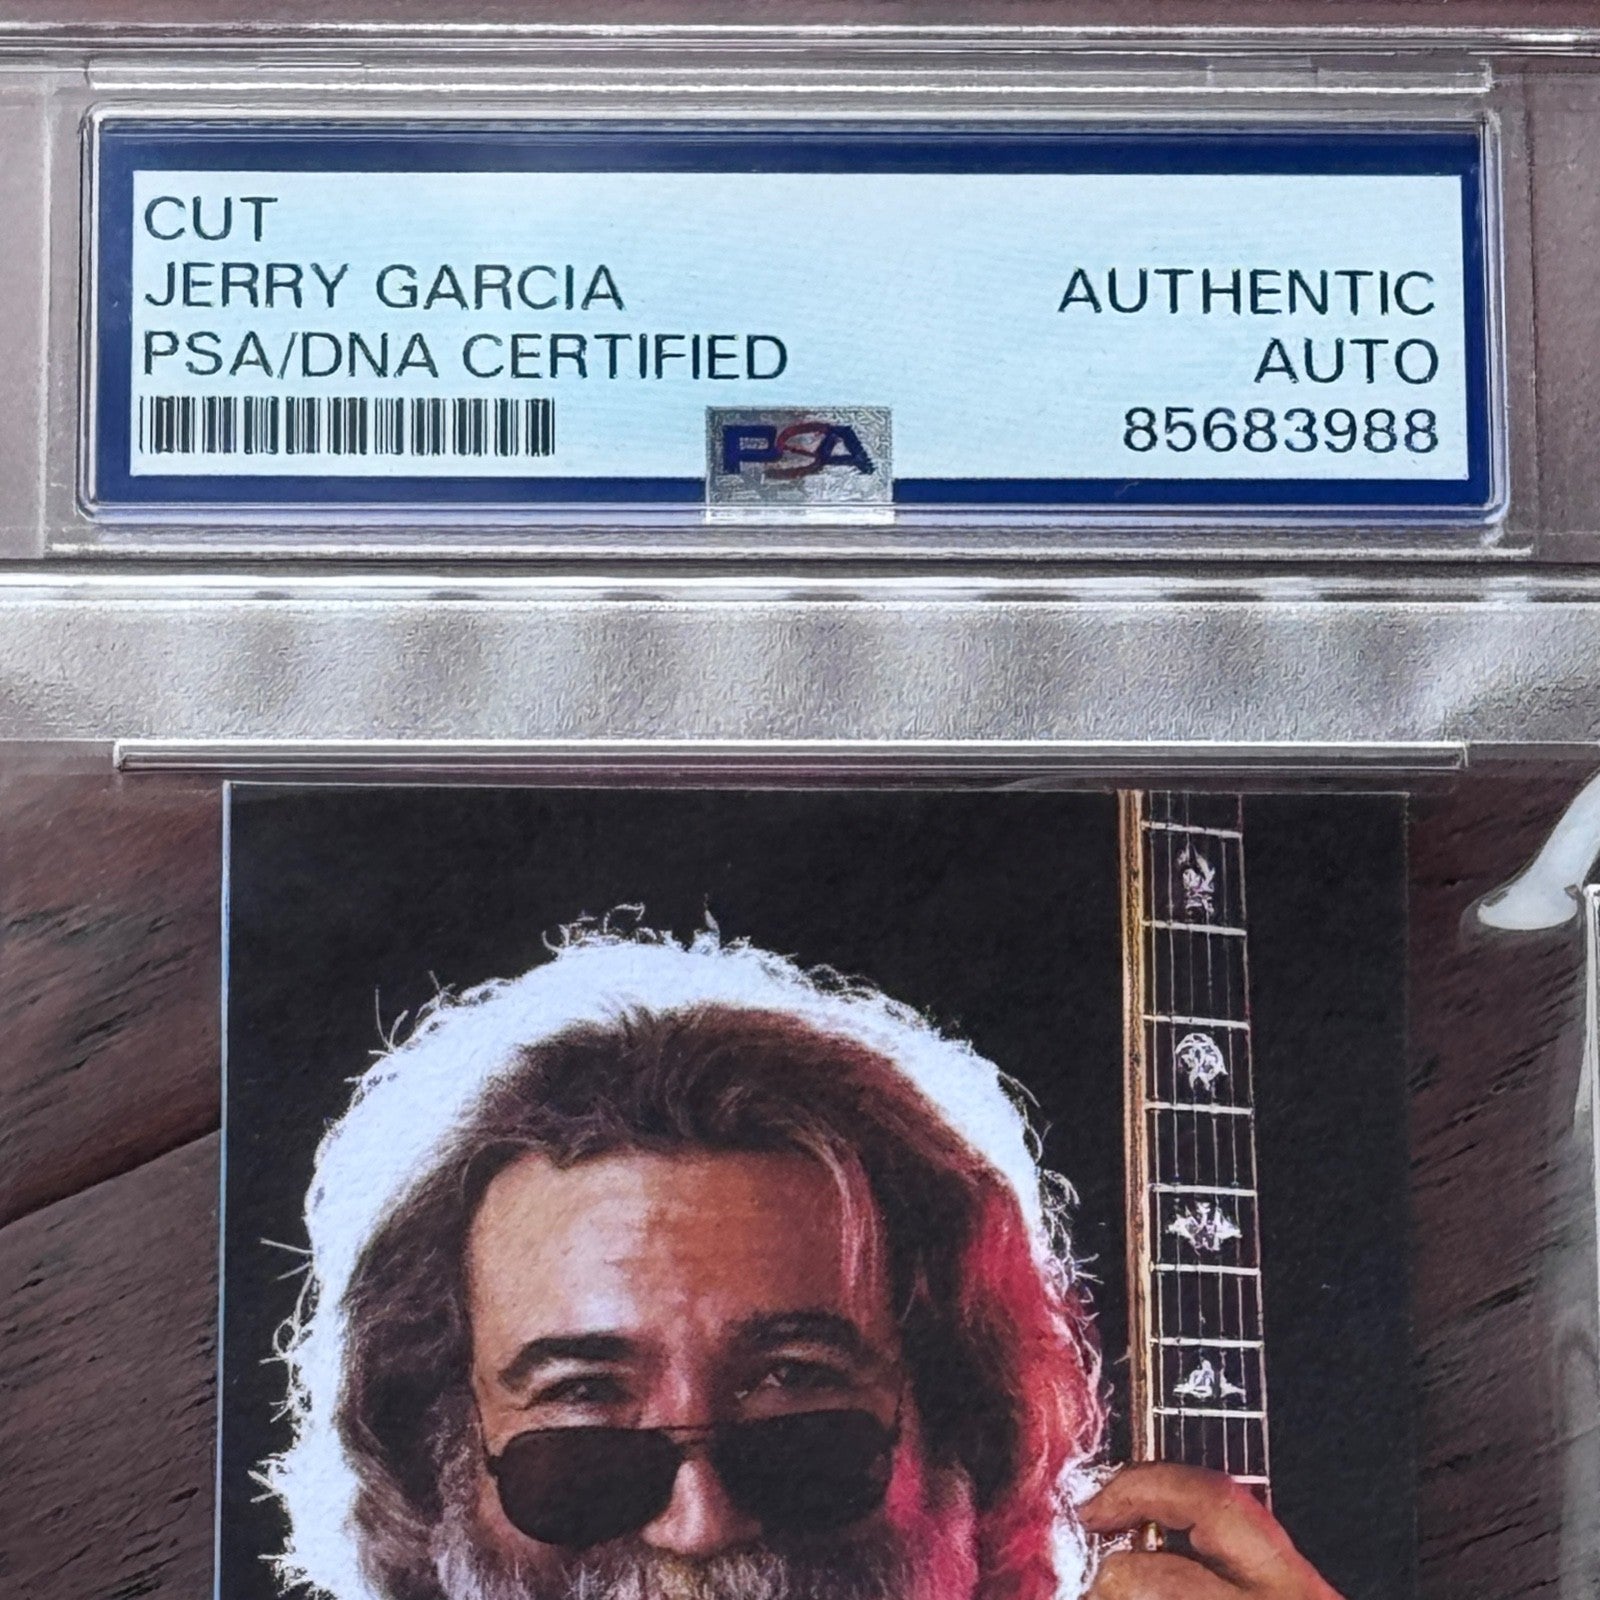 CUT
JERRY GARCIA
PSA/DNA CERTIFIED
AUTHENTIC
AUTO
85683988
PSA